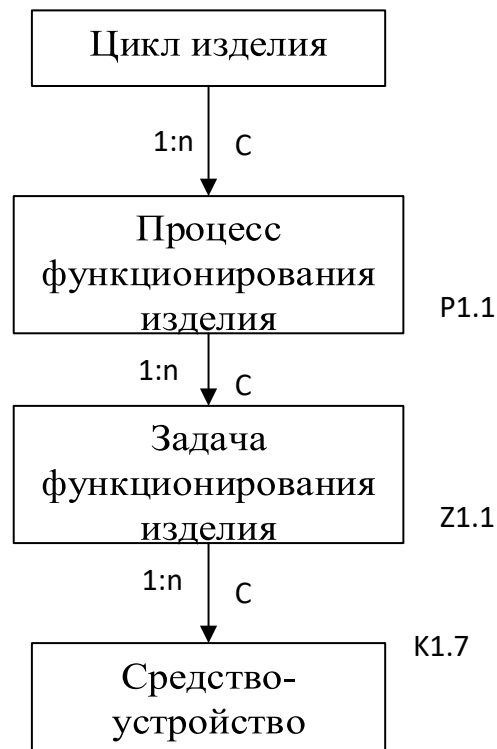 Цикл изделия
1:n C
Процесс
функционирования
изделия
P1.1
1:n C
Задача
функционирования
изделия
Z1.1
1:n C
K1.7
Средство-
устройство